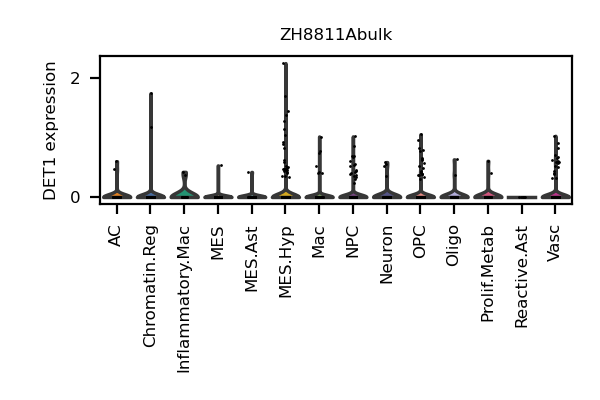 ZH8811Abulk
DET1 expression
2
0
AC
Chromatin.Reg
Inflammatory.Mac
MES
MES.Ast
MES.Hyp
Mac
NPC
Neuron
OPC
Oligo
Prolif.Metab
Reactive.Ast
Vasc